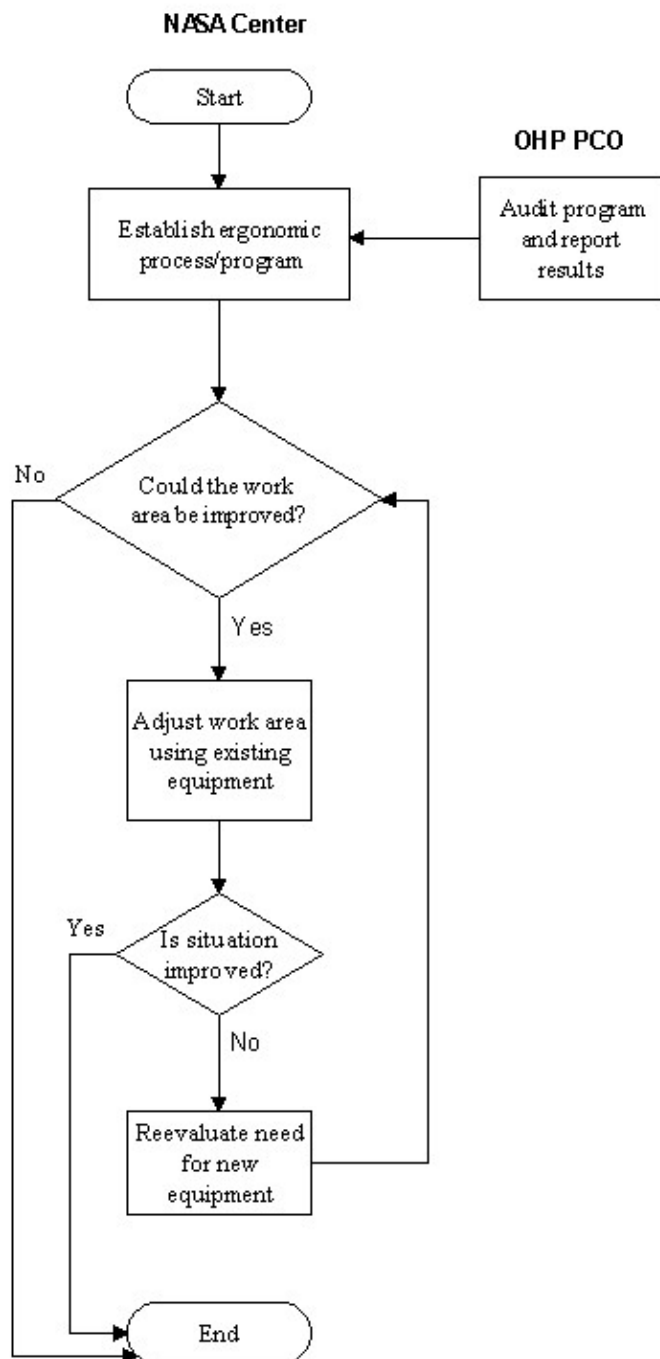 NASA Center
Start
OHP PCO
Audit program
and report
results
Establish ergonomic
process/program
No
Could the work
area be improved?
Yes
Adjust work area
using existing
equipment
Yes
Is situation
improved?
No
Reevaluate need
for new
equipment
End